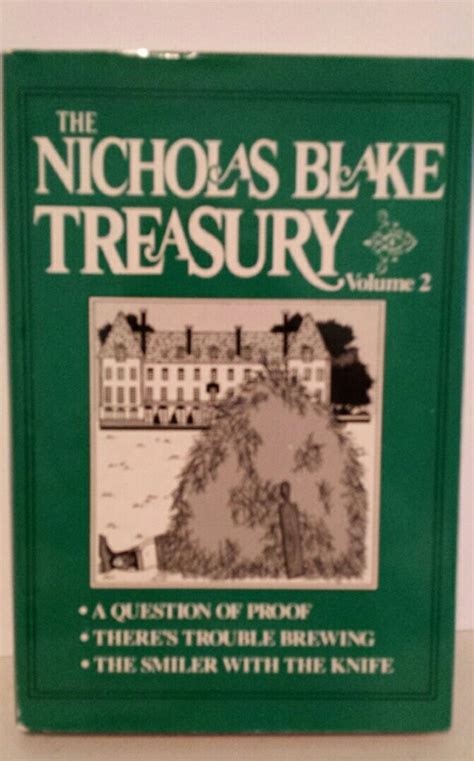 THE
NICHOLAS BLAKE
TREASURY
Volume 2
• A QUESTION OF PROOF
• THERE'S TROUBLE BREWING
• THE SMILER WITH THE KNIFE